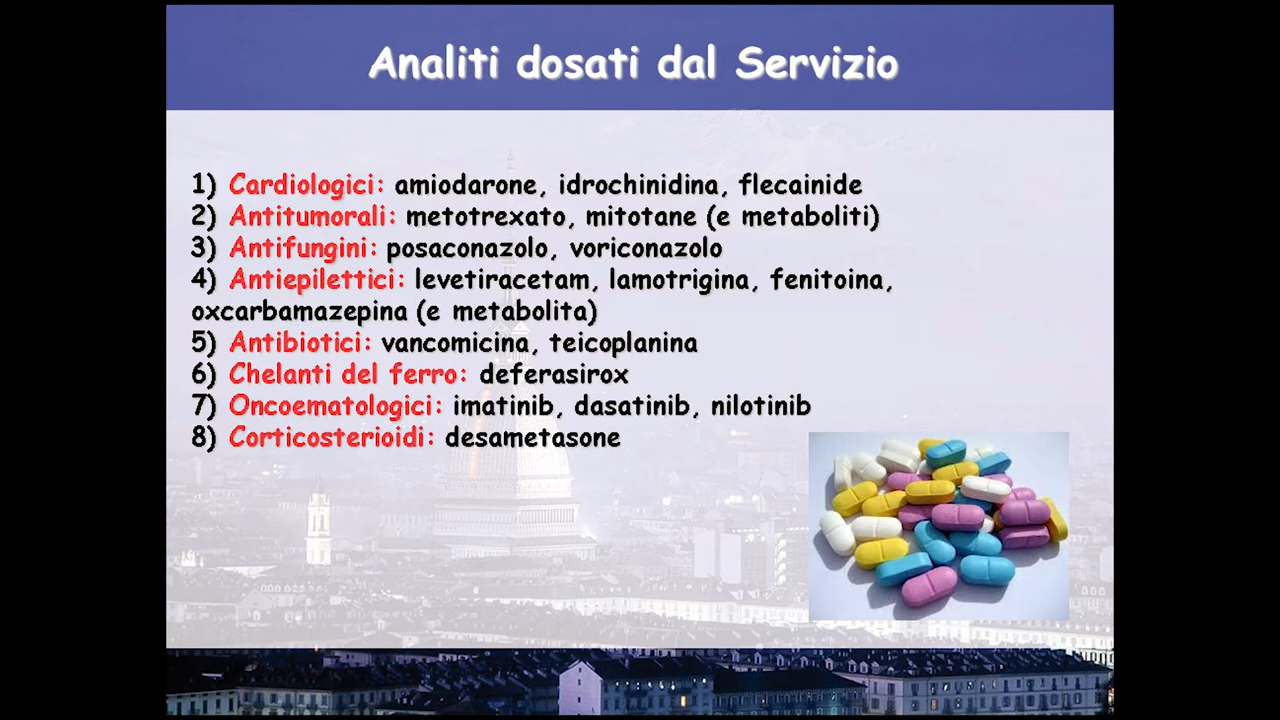 Analiti dosati dal Servizio
1) Cardiologici: amiodarone, idrochinidina, flecainide
2) Antitumorali: metotrexato, mitotane (e metaboliti)
3) Antifungini: posaconazolo, voriconazolo
4) Antiepilettici: levetiracetam, lamotrigina, fenitoina,
oxcarbamazepina (e metabolita)
5) Antibiotici: vancomicina, teicoplanina
6) Chelanti del ferro: deferasirox
7) Oncoematologici: imatinib, dasatinib, nilotinib
8) Corticosterioidi: desametasone